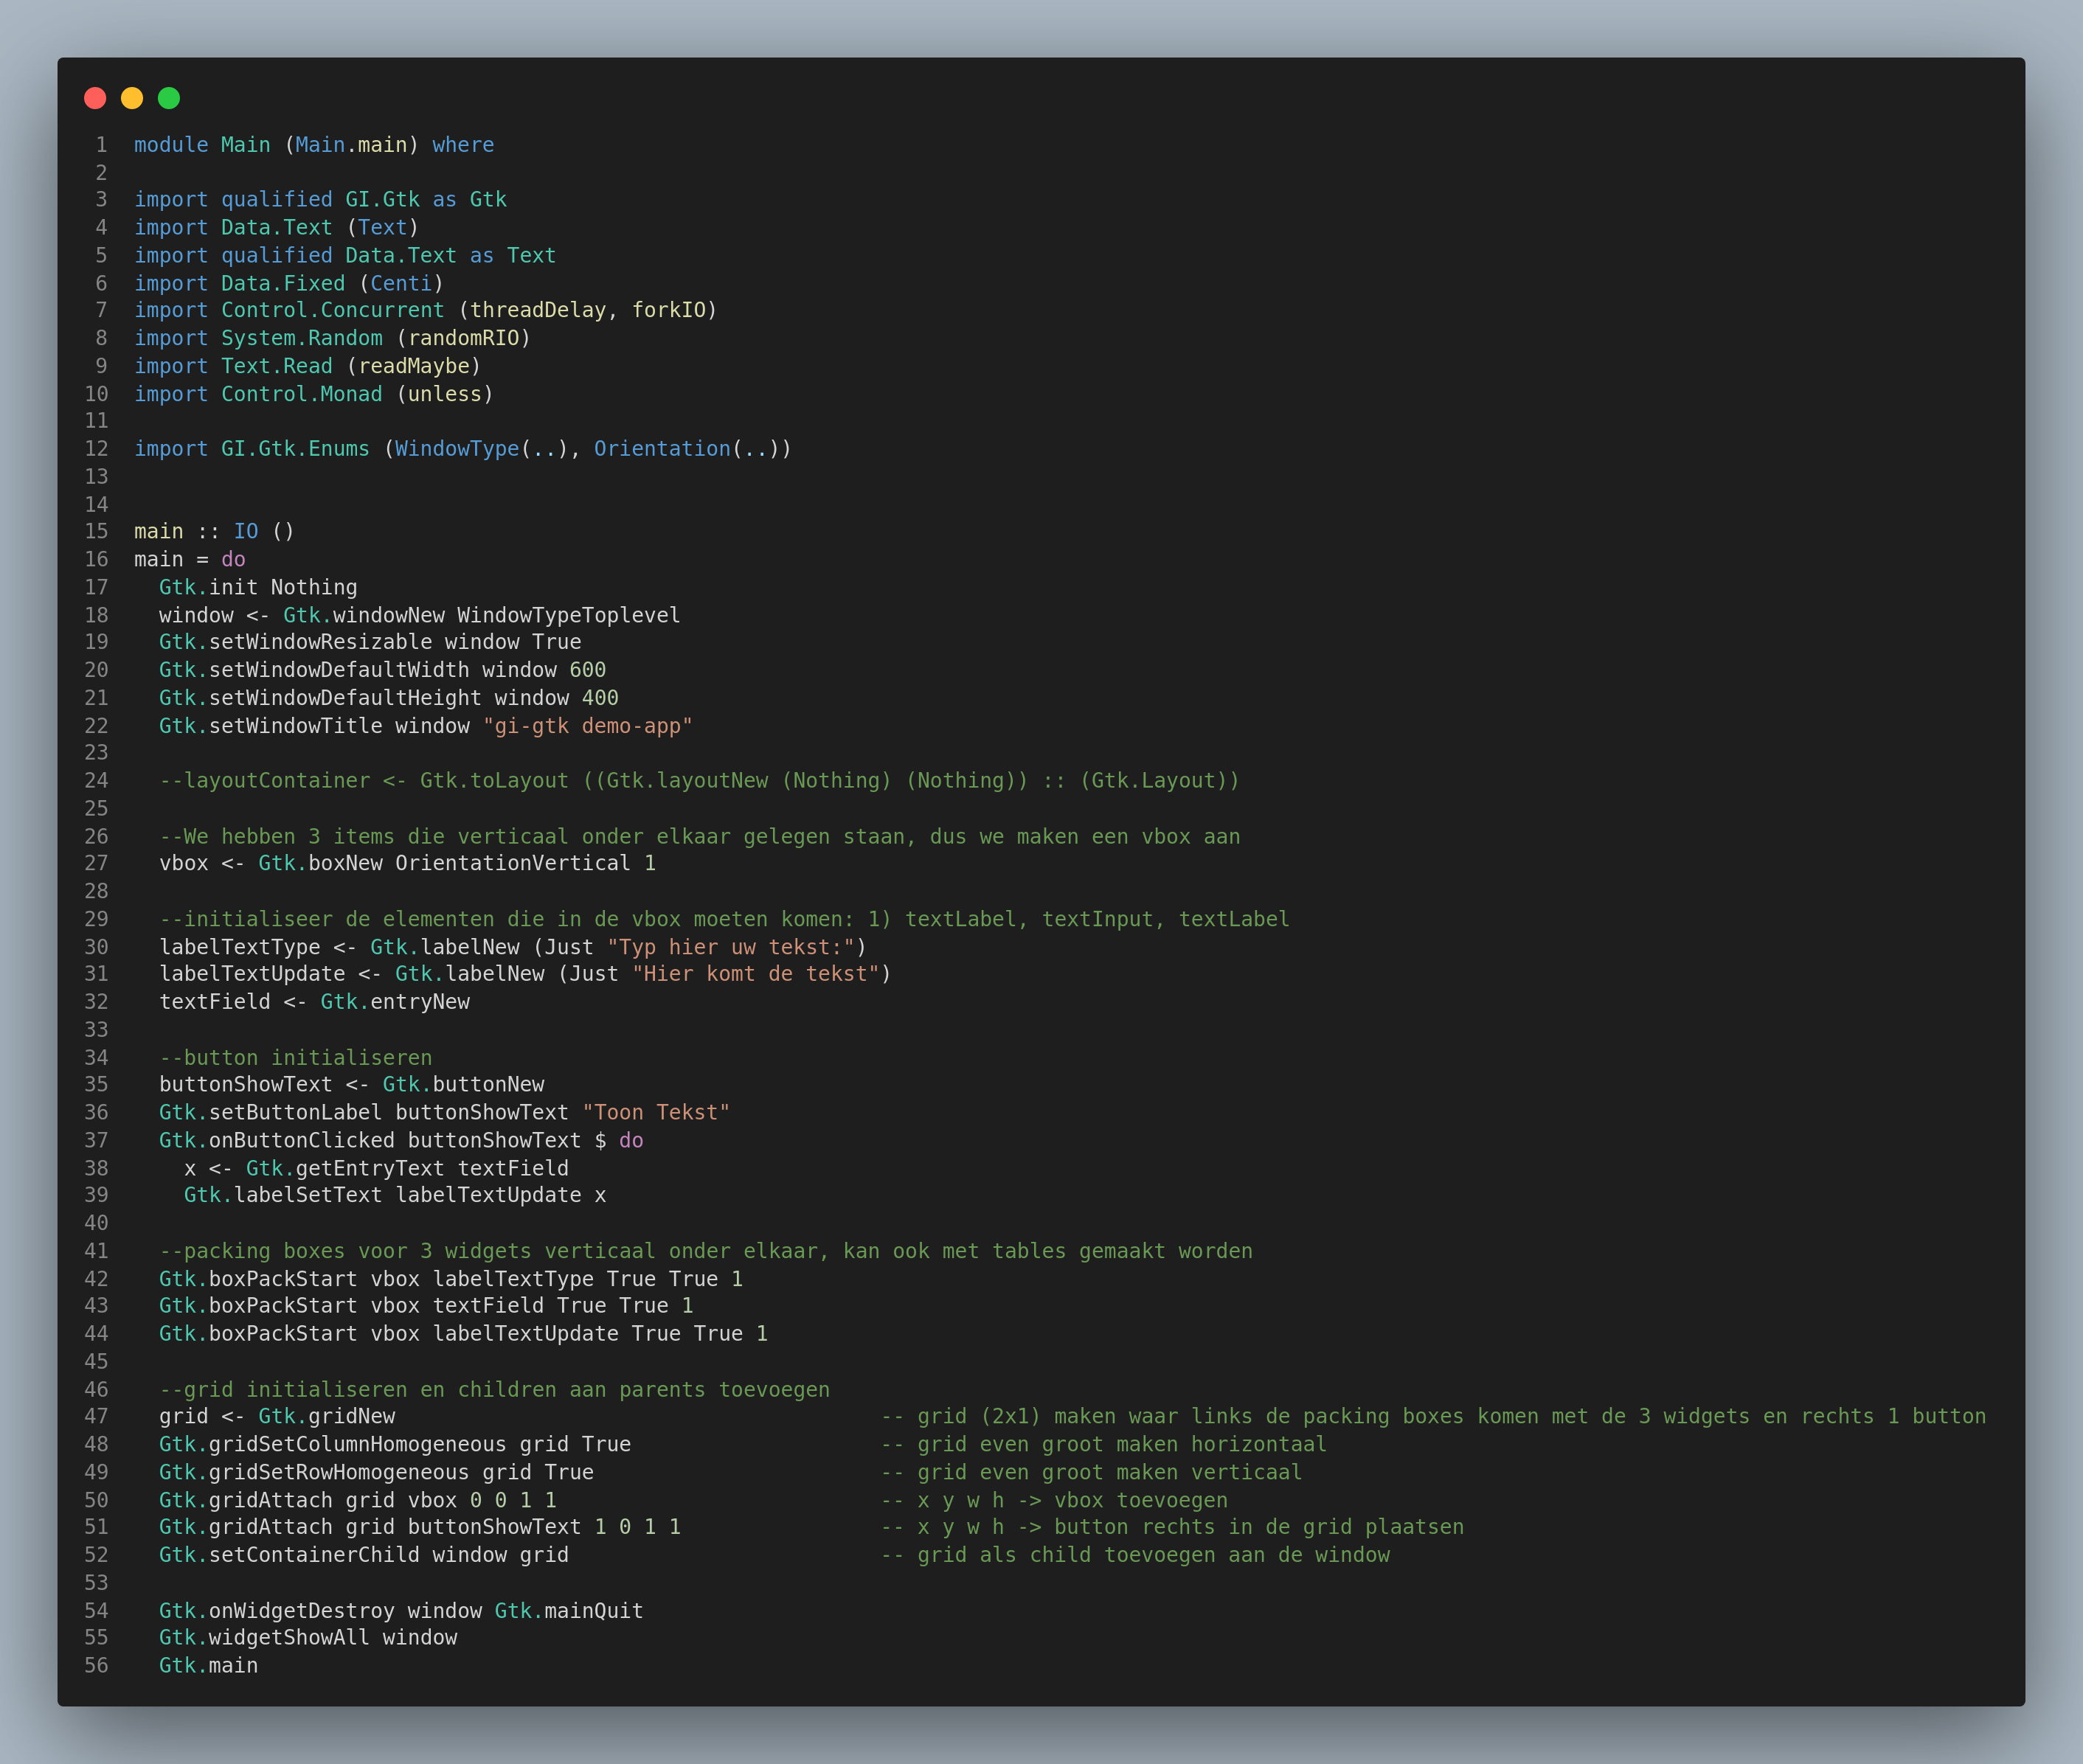 1 module Main (Main.main) where
2
3 import qualified GI.Gtk as Gtk
4 import Data.Text (Text)
5 import qualified Data.Text as Text
6 import Data.Fixed (Centi)
7 import Control.Concurrent (threadDelay, forkIO)
8 import System.Random (randomRIO)
9 import Text.Read (readMaybe)
10 import Control.Monad (unless)
11
12 import GI.Gtk.Enums (WindowType(..), Orientation(..))
13
14
15 main :: IO ()
16 main = do
17   Gtk.init Nothing
18   window <- Gtk.windowNew WindowTypeToplevel
19   Gtk.setWindowResizable window True
20   Gtk.setWindowDefaultWidth window 600
21   Gtk.setWindowDefaultHeight window 400
22   Gtk.setWindowTitle window "gi-gtk demo-app"
23
24   --layoutContainer <- Gtk.toLayout ((Gtk.layoutNew (Nothing) (Nothing)) :: (Gtk.Layout))
25
26   --We hebben 3 items die verticaal onder elkaar gelegen staan, dus we maken een vbox aan
27   vbox <- Gtk.boxNew OrientationVertical 1
28
29   --initialiseer de elementen die in de vbox moeten komen: 1) textLabel, textInput, textLabel
30   labelTextType <- Gtk.labelNew (Just "Typ hier uw tekst:")
31   labelTextUpdate <- Gtk.labelNew (Just "Hier komt de tekst")
32   textField <- Gtk.entryNew
33
34   --button initialiseren
35   buttonShowText <- Gtk.buttonNew
36   Gtk.setButtonLabel buttonShowText "Toon Tekst"
37   Gtk.onButtonClicked buttonShowText $ do
38     x <- Gtk.getEntryText textField
39     Gtk.labelSetText labelTextUpdate x
40
41   --packing boxes voor 3 widgets verticaal onder elkaar, kan ook met tables gemaakt worden
42   Gtk.boxPackStart vbox labelTextType True True 1
43   Gtk.boxPackStart vbox textField True True 1
44   Gtk.boxPackStart vbox labelTextUpdate True True 1
45
46   --grid initialiseren en children aan parents toevoegen
47   grid <- Gtk.gridNew                                       -- grid (2x1) maken waar links de packing boxes komen met de 3 widgets en rechts 1 button
48   Gtk.gridSetColumnHomogeneous grid True                    -- grid even groot maken horizontaal
49   Gtk.gridSetRowHomogeneous grid True                       -- grid even groot maken verticaal
50   Gtk.gridAttach grid vbox 0 0 1 1                          -- x y w h -> vbox toevoegen
51   Gtk.gridAttach grid buttonShowText 1 0 1 1                -- x y w h -> button rechts in de grid plaatsen
52   Gtk.setContainerChild window grid                         -- grid als child toevoegen aan de window
53
54   Gtk.onWidgetDestroy window Gtk.mainQuit
55   Gtk.widgetShowAll window
56   Gtk.main